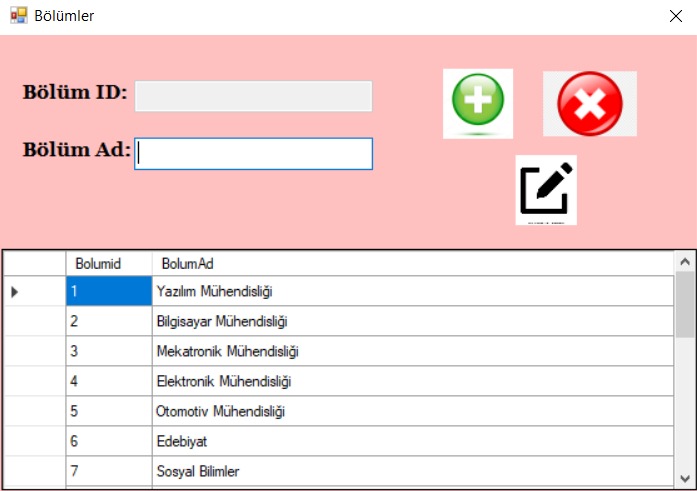 Bölümler
Bölüm ID:
Bölüm Ad:
Bolumid BolumAd
1 Yazılım Mühendisliği
2 Bilgisayar Mühendisliği
3 Mekatronik Mühendisliği
4 Elektronik Mühendisliği
5 Otomotiv Mühendisliği
6 Edebiyat
7 Sosyal Bilimler